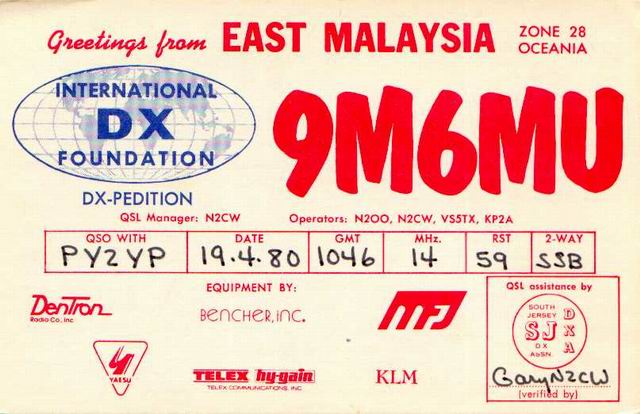 Greetings from EAST MALAYSIA ZONE 28
OCEANIA
INTERNATIONAL
DX
FOUNDATION
DX-PEDITION
9M6MU
QSL Manager: N2CW Operators: N2OO, N2CW, VS5TX, KP2A
QSO WITH DATE GMT MHz. RST 2-WAY
PY2YP 19.4.80 1046 14 59 SSB
EQUIPMENT BY:
DenTron
Radio Co., Inc
BENCHER, INC.
MFJ
YAESU
TELEX hy-gain
TELEX COMMUNICATIONS, INC.
KLM
QSL assistance by
SOUTH
JERSEY
SJ
DX
ASSN.
DXA
Gary N2CW
(verified by)